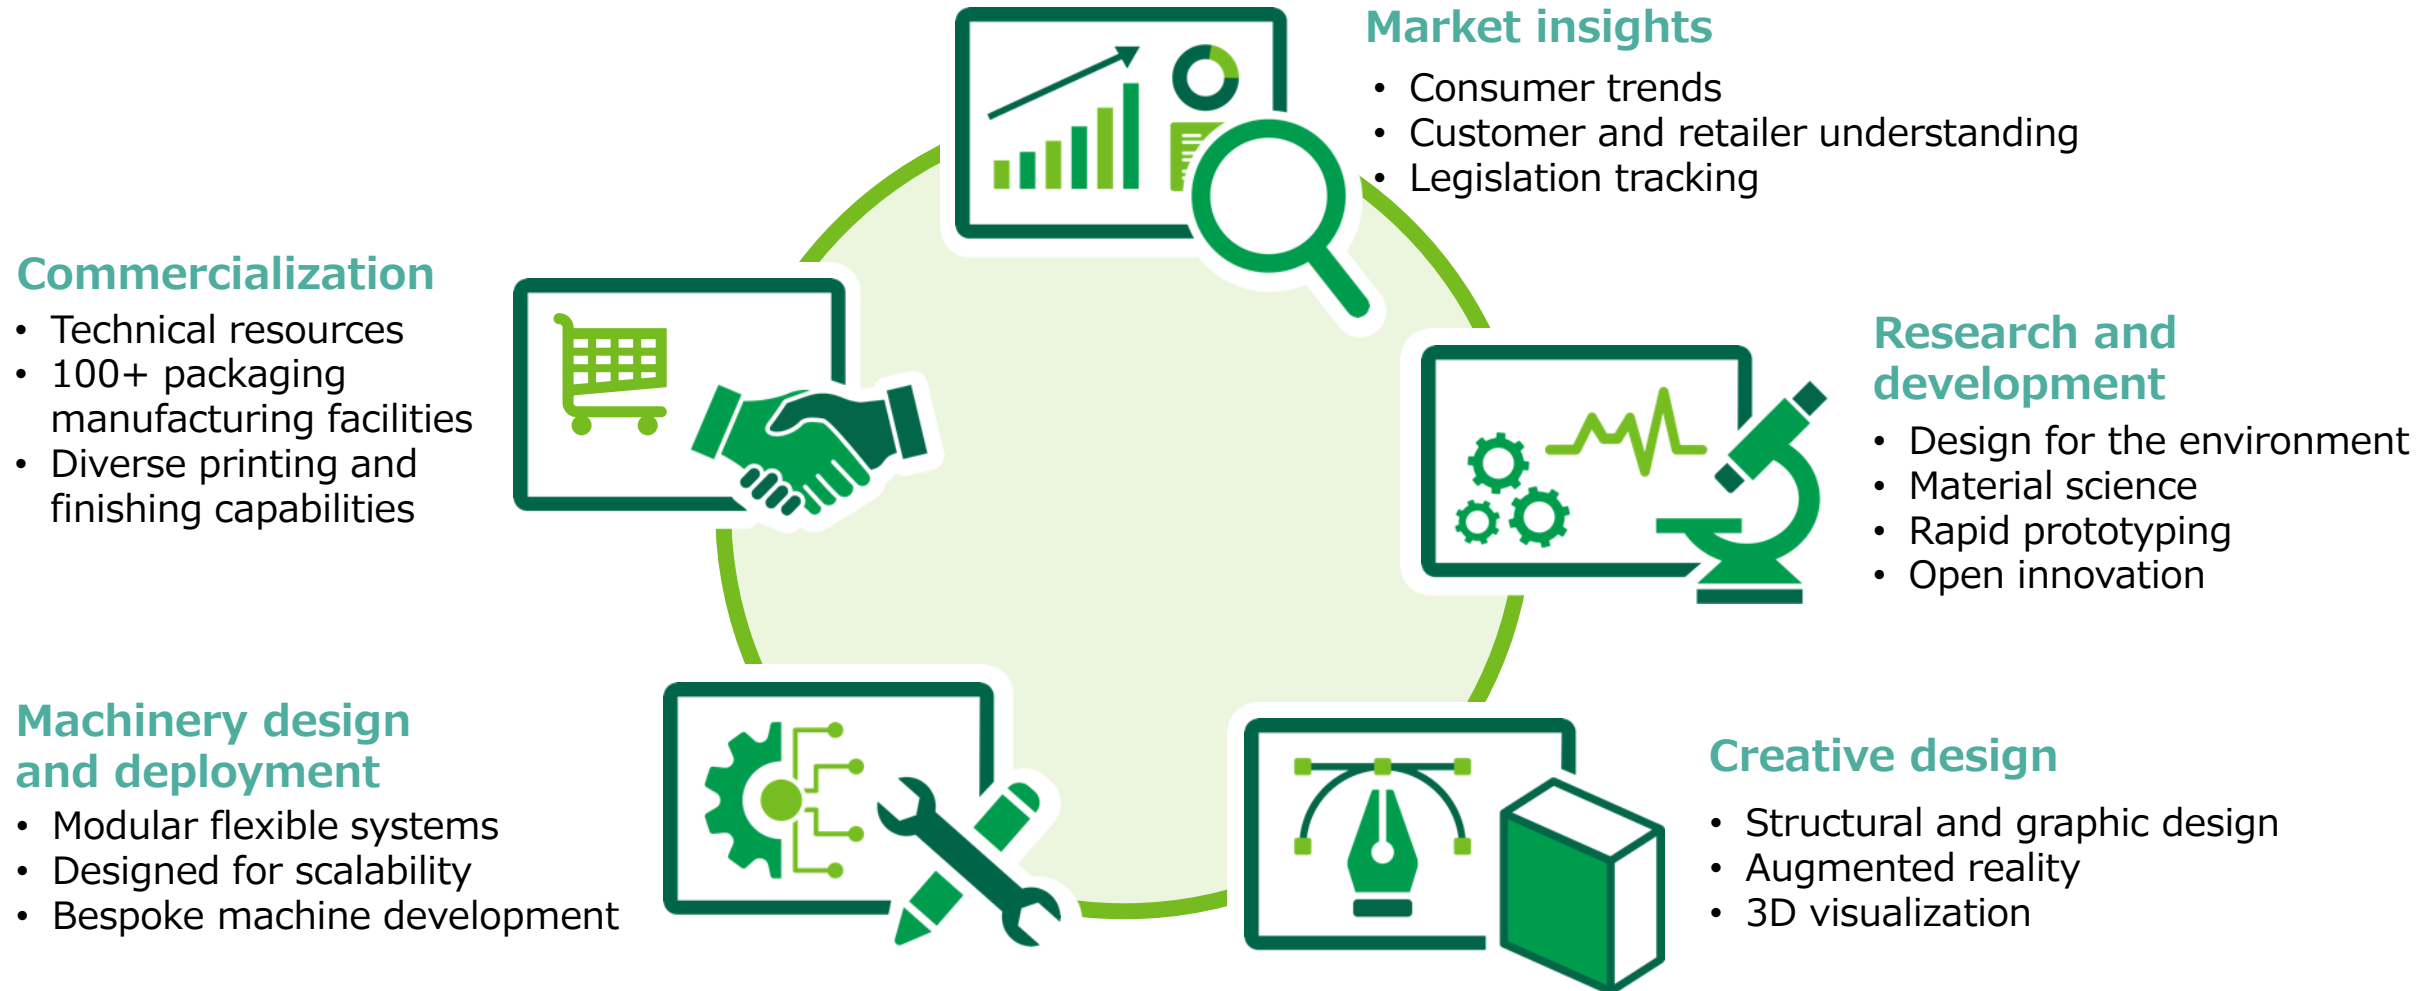 Market insights
• Consumer trends
• Customer and retailer understanding
• Legislation tracking
Research and
development
• Design for the environment
• Material science
• Rapid prototyping
• Open innovation
Creative design
• Structural and graphic design
• Augmented reality
• 3D visualization
Machinery design
and deployment
• Modular flexible systems
• Designed for scalability
• Bespoke machine development
Commercialization
• Technical resources
• 100+ packaging
manufacturing facilities
• Diverse printing and
finishing capabilities